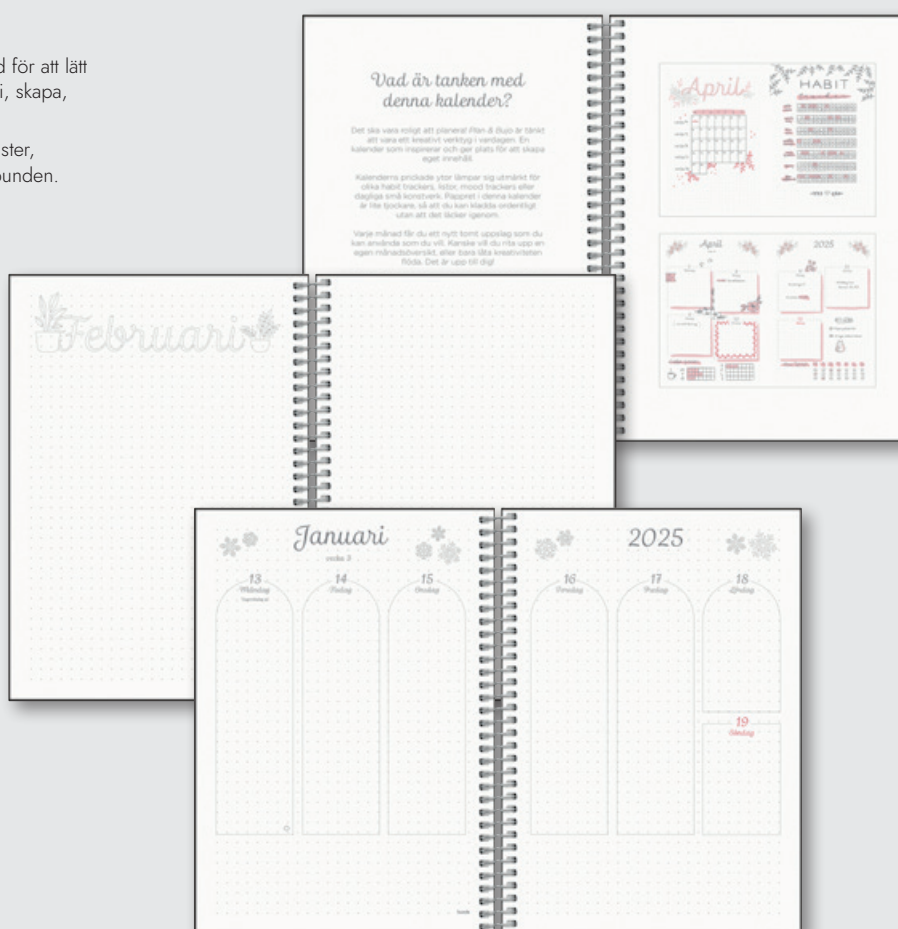 d för att lätt
i, skapa,
ster,
bunden.
Vad är tanken med
denna kalender?
Det ska vara roligt att planera! Plan & Bujo är tänkt
att vara ett kreativt verktyg i vardagen. En
kalender som inspirerar och ger plats för att skapa
eget innehåll.
Kalenderns prickade ytor lämpar sig utmärkt för
olika habit trackers, listor, mood trackers eller
dagliga små konstverk. Pappret i denna kalender
är lite tjockare, så att du kan kladda ordentligt
utan att det läcker igenom.
Varje månad får du ett nytt tomt uppslag som du
kan använda som du vill. Kanske vill du rita upp en
egen månadsöversikt, eller bara låta kreativiteten
flöda. Det är upp till dig!
April
HABIT
April
2025
Februari
Januari
vecka 3
2025
13
Måndag
14
Tisdag
15
Onsdag
16
Torsdag
17
Fredag
18
Lördag
19
Söndag